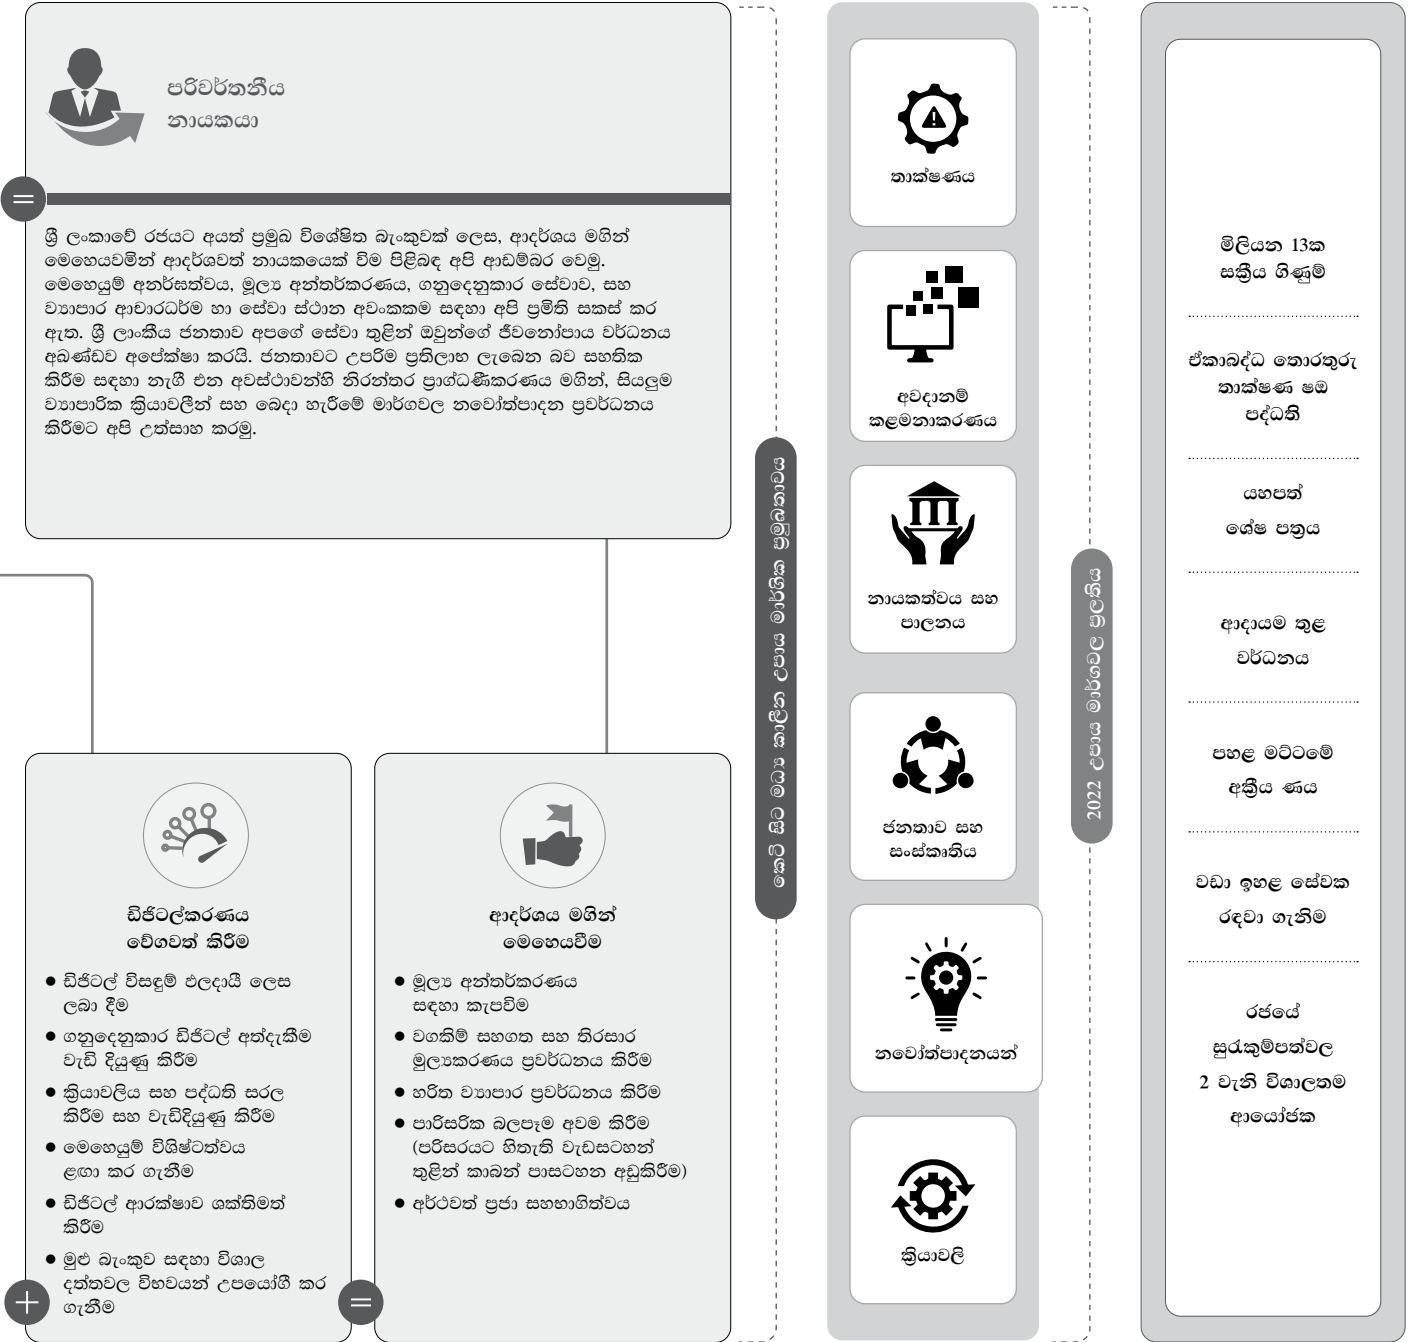 පරිවර්තනීය
නායකයා
ශ්‍රී ලංකාවේ රජයට අයත් ප්‍රමුඛ විශේෂිත බැංකුවක් ලෙස, ආදර්ශය මගින්
මෙහෙයවමින් ආදර්ශවත් නායකයෙක් විම පිළිබඳ අපි ආඩම්බර වෙමු.
මෙහෙයුම් අනර්ඝත්වය, මූල්‍ය අන්තර්කරණය, ගනුදෙනුකාර සේවාව, සහ
ව්‍යාපාර ආචාරධර්ම හා සේවා ස්ථාන අවංකකම සඳහා අපි ප්‍රමිති සකස් කර
ඇත. ශ්‍රී ලාංකීය ජනතාව අපගේ සේවා තුළින් ඔවුන්ගේ ජීවනෝපාය වර්ධනය
අඛණ්ඩව අපේක්ෂා කරයි. ජනතාවට උපරිම ප්‍රතිලාභ ලැබෙන බව සහතික
කිරීම සඳහා නැගී එන අවස්ථාවන්හි නිරන්තර ප්‍රාග්ධණීකරණය මගින්, සියලුම
ව්‍යාපාරික ක්‍රියාවලීන් සහ බෙදා හැරීමේ මාර්ගවල නවෝත්පාදන ප්‍රවර්ධනය
කිරීමට අපි උත්සාහ කරමු.
ඩිජිටල්කරණය
වේගවත් කිරීම
● ඩිජිටල් විසඳුම් ඵලදායී ලෙස
ලබා දීම
● ගනුදෙනුකාර ඩිජිටල් අත්දැකීම
වැඩි දියුණු කිරීම
● ක්‍රියාවලිය සහ පද්ධති සරල
කිරීම සහ වැඩිදියුණු කිරීම
● මෙහෙයුම් විශිෂ්ටත්වය
ළඟා කර ගැනීම
● ඩිජිටල් ආරක්ෂාව ශක්තිමත්
කිරීම
● මුළු බැංකුව සඳහා විශාල
දත්තවල විභවයන් උපයෝගී කර
ගැනීම
ආදර්ශය මගින්
මෙහෙයවීම
● මූල්‍ය අන්තර්කරණය
සඳහා කැපවිම
● වගකිම් සහගත සහ තිරසාර
මුල්‍යකරණය ප්‍රවර්ධනය කිරීම
● හරිත ව්‍යාපාර ප්‍රවර්ධනය කිරිම
● පාරිසරික බලපෑම අවම කිරීම
(පරිසරයට හිතැති වැඩසටහන්
තුළින් කාබන් පාසටහන අඩුකිරීම)
● අර්ථවත් ප්‍රජා සහභාගිත්වය
කෙටි සිට මධ්‍ය කාලීන උපාය මාර්ගික ප්‍රමුඛතාවය
තාක්ෂණය
අවදානම්
කළමනාකරණය
නායකත්වය සහ
පාලනය
ජනතාව සහ
සංස්කෘතිය
නවෝත්පාදනයන්
ක්‍රියාවලි
2022 උපාය මාර්ගවල ප්‍රලතිය
මිලියන 13ක
සක්‍රීය ගිණුම්
ඒකාබද්ධ තොරතුරු
තාක්ෂණ ෂඔ
පද්ධති
යහපත්
ශේෂ පත්‍රය
ආදායම තුළ
වර්ධනය
පහළ මට්ටමේ
අක්‍රීය ණය
වඩා ඉහළ සේවක
රඳවා ගැනිම
රජයේ
සුරැකුම්පත්වල
2 වැනි විශාලතම
ආයෝජක